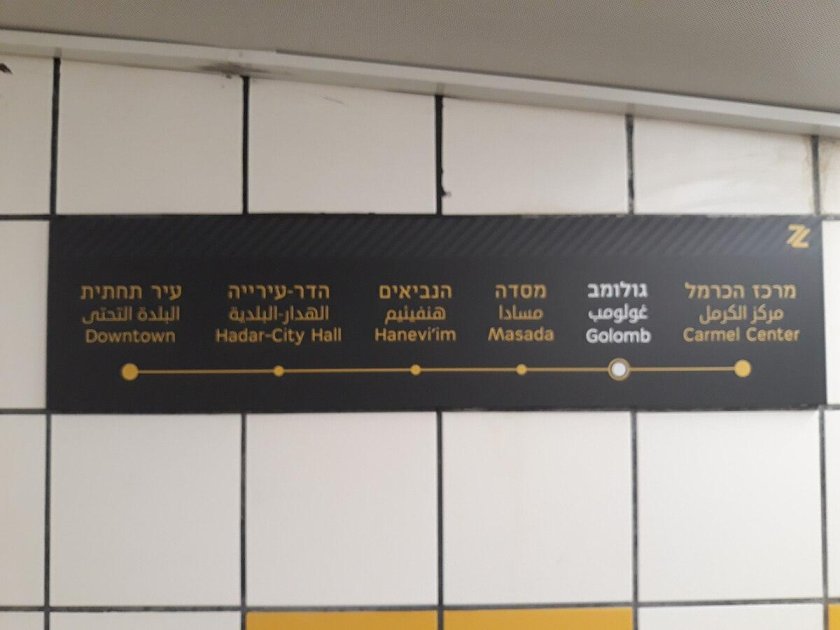 עיר תחתית
البلدة التحتى
Downtown
הדר-עירייה
الهدار-البلدية
Hadar-City Hall
הנביאים
هنفيئيم
Hanevi'im
מסדה
مسادا
Masada
גולומב
غولومب
Golomb
מרכז הכרמל
مركز الكرمل
Carmel Center